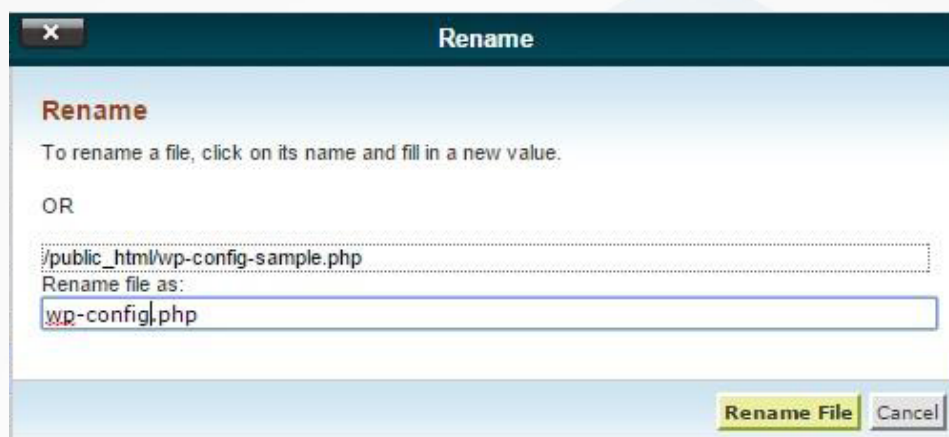 Rename
Rename
To rename a file, click on its name and fill in a new value.
OR
/public_html/wp-config-sample.php
Rename file as:
wp-config.php
Rename File Cancel